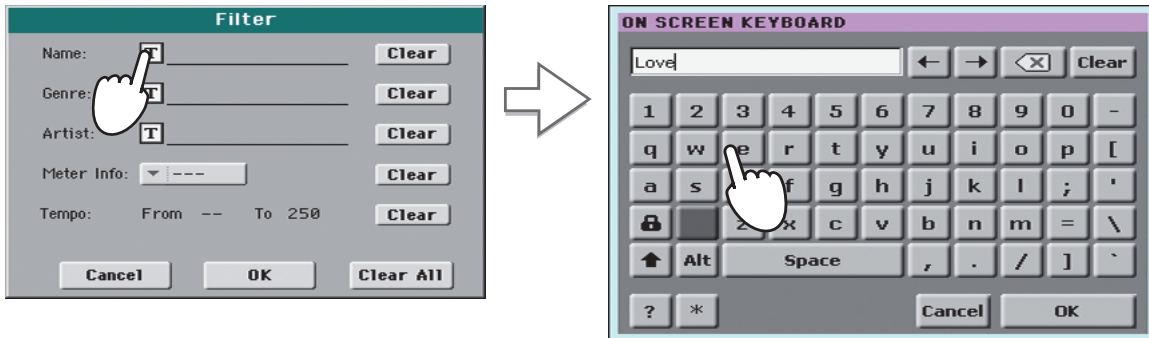 Filter
Name: T Clear
Genre: T Clear
Artist: T Clear
Meter Info: --- Clear
Tempo: From -- To 250 Clear
Cancel OK Clear All
ON SCREEN KEYBOARD
Love ← → Clear
1 2 3 4 5 6 7 8 9 0 -
q w e r t y u i o p [
a s f g h j k l ; '
z x c v b n m = \
Alt Space , . / ] `
? * Cancel OK